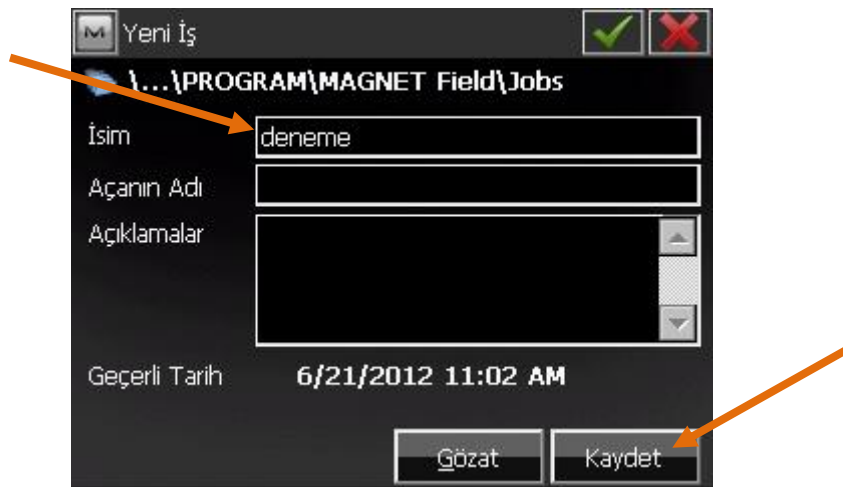 M Yeni İş
\...\PROGRAM\MAGNET Field\Jobs
İsim deneme
Açanın Adı
Açıklamalar
Geçerli Tarih 6/21/2012 11:02 AM
Gözat Kaydet